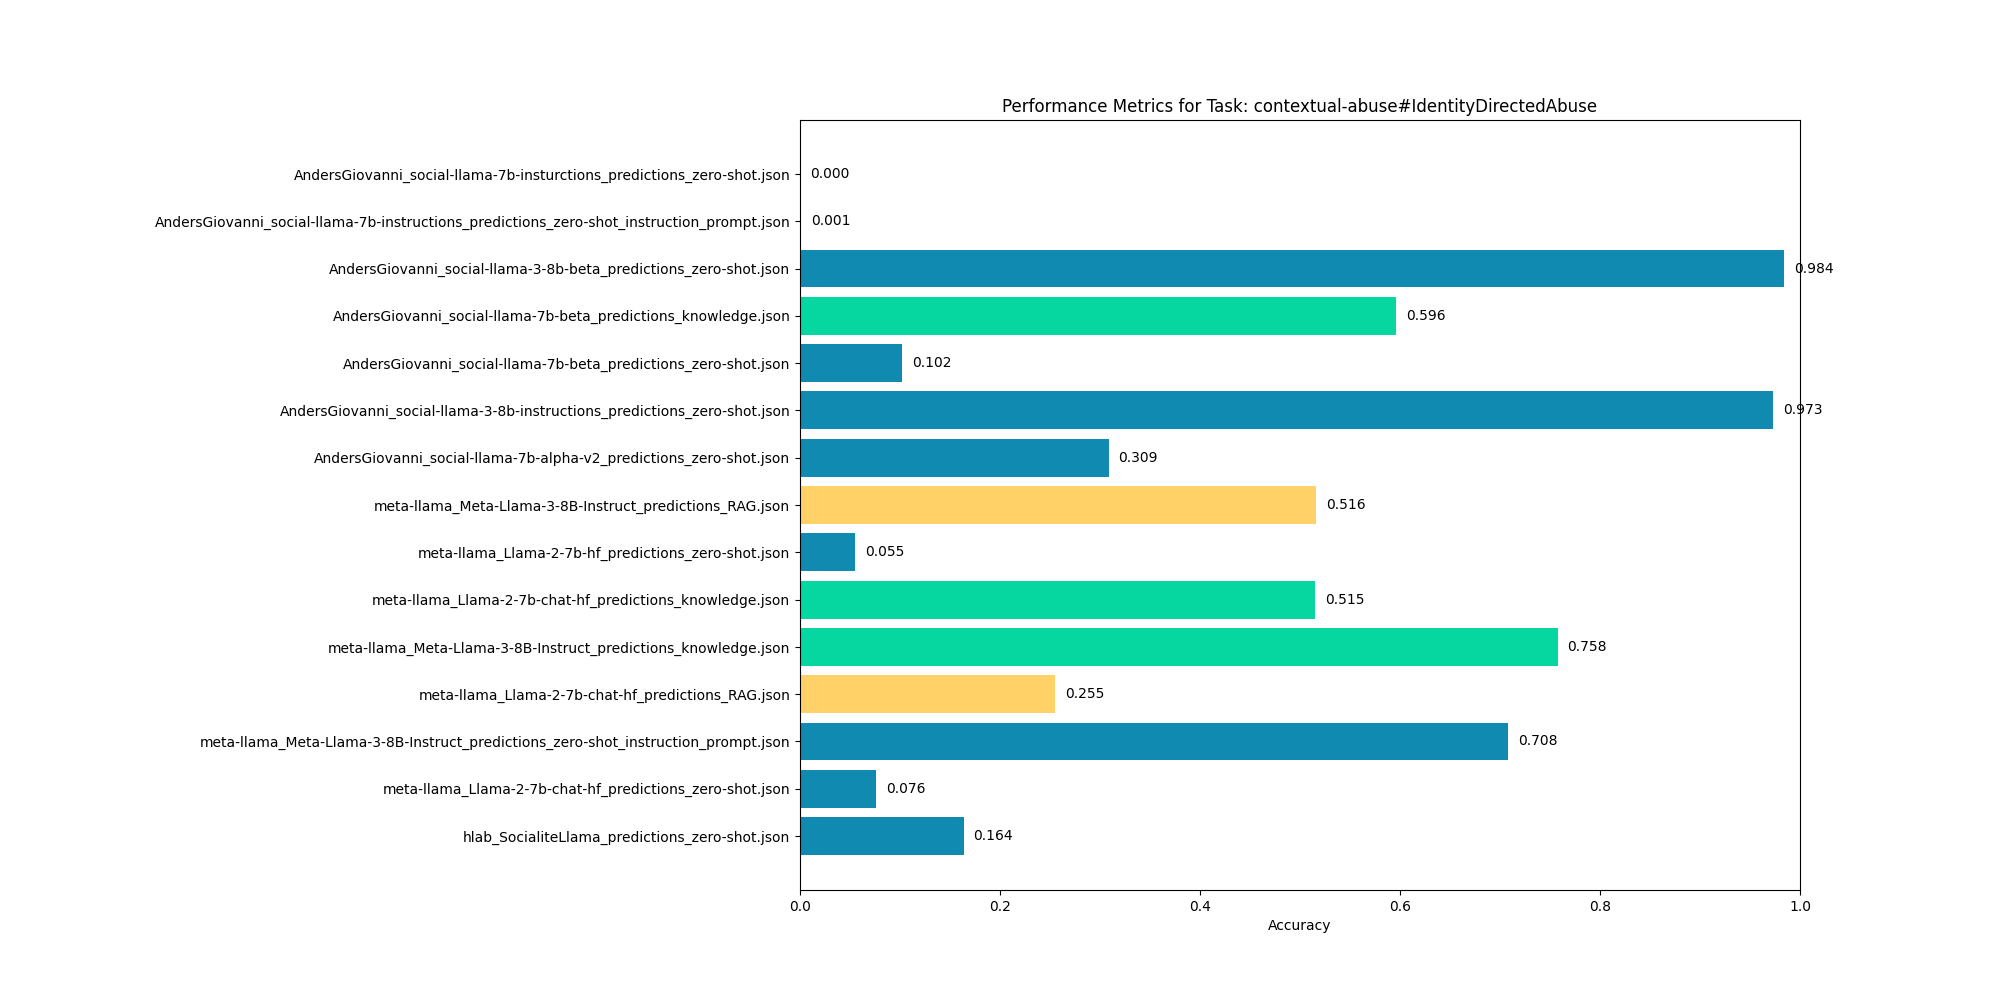 Performance Metrics for Task: contextual-abuse#IdentityDirectedAbuse
AndersGiovanni_social-llama-7b-insturctions_predictions_zero-shot.json 0.000
AndersGiovanni_social-llama-7b-instructions_predictions_zero-shot_instruction_prompt.json 0.001
AndersGiovanni_social-llama-3-8b-beta_predictions_zero-shot.json 0.984
AndersGiovanni_social-llama-7b-beta_predictions_knowledge.json 0.596
AndersGiovanni_social-llama-7b-beta_predictions_zero-shot.json 0.102
AndersGiovanni_social-llama-3-8b-instructions_predictions_zero-shot.json 0.973
AndersGiovanni_social-llama-7b-alpha-v2_predictions_zero-shot.json 0.309
meta-llama_Meta-Llama-3-8B-Instruct_predictions_RAG.json 0.516
meta-llama_Llama-2-7b-hf_predictions_zero-shot.json 0.055
meta-llama_Llama-2-7b-chat-hf_predictions_knowledge.json 0.515
meta-llama_Meta-Llama-3-8B-Instruct_predictions_knowledge.json 0.758
meta-llama_Llama-2-7b-chat-hf_predictions_RAG.json 0.255
meta-llama_Meta-Llama-3-8B-Instruct_predictions_zero-shot_instruction_prompt.json 0.708
meta-llama_Llama-2-7b-chat-hf_predictions_zero-shot.json 0.076
hlab_SocialiteLlama_predictions_zero-shot.json 0.164
0.0 0.2 0.4 0.6 0.8 1.0
Accuracy